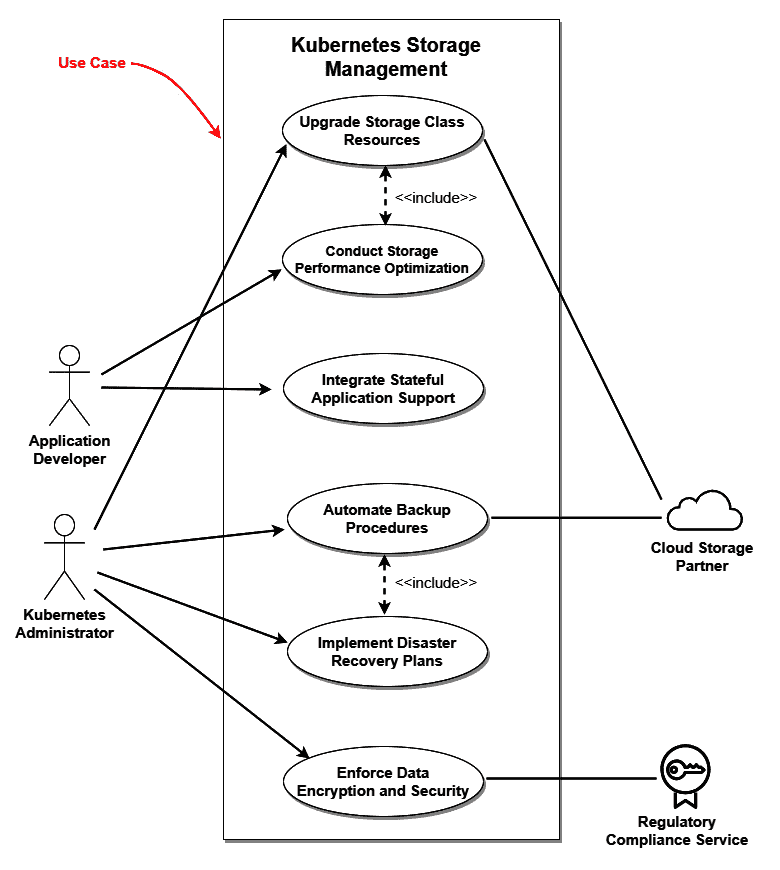 Kubernetes Storage
Management
Use Case
Upgrade Storage Class
Resources
<<include>>
Conduct Storage
Performance Optimization
Integrate Stateful
Application Support
Application
Developer
Automate Backup
Procedures
Cloud Storage
Partner
<<include>>
Kubernetes
Administrator
Implement Disaster
Recovery Plans
Enforce Data
Encryption and Security
Regulatory
Compliance Service